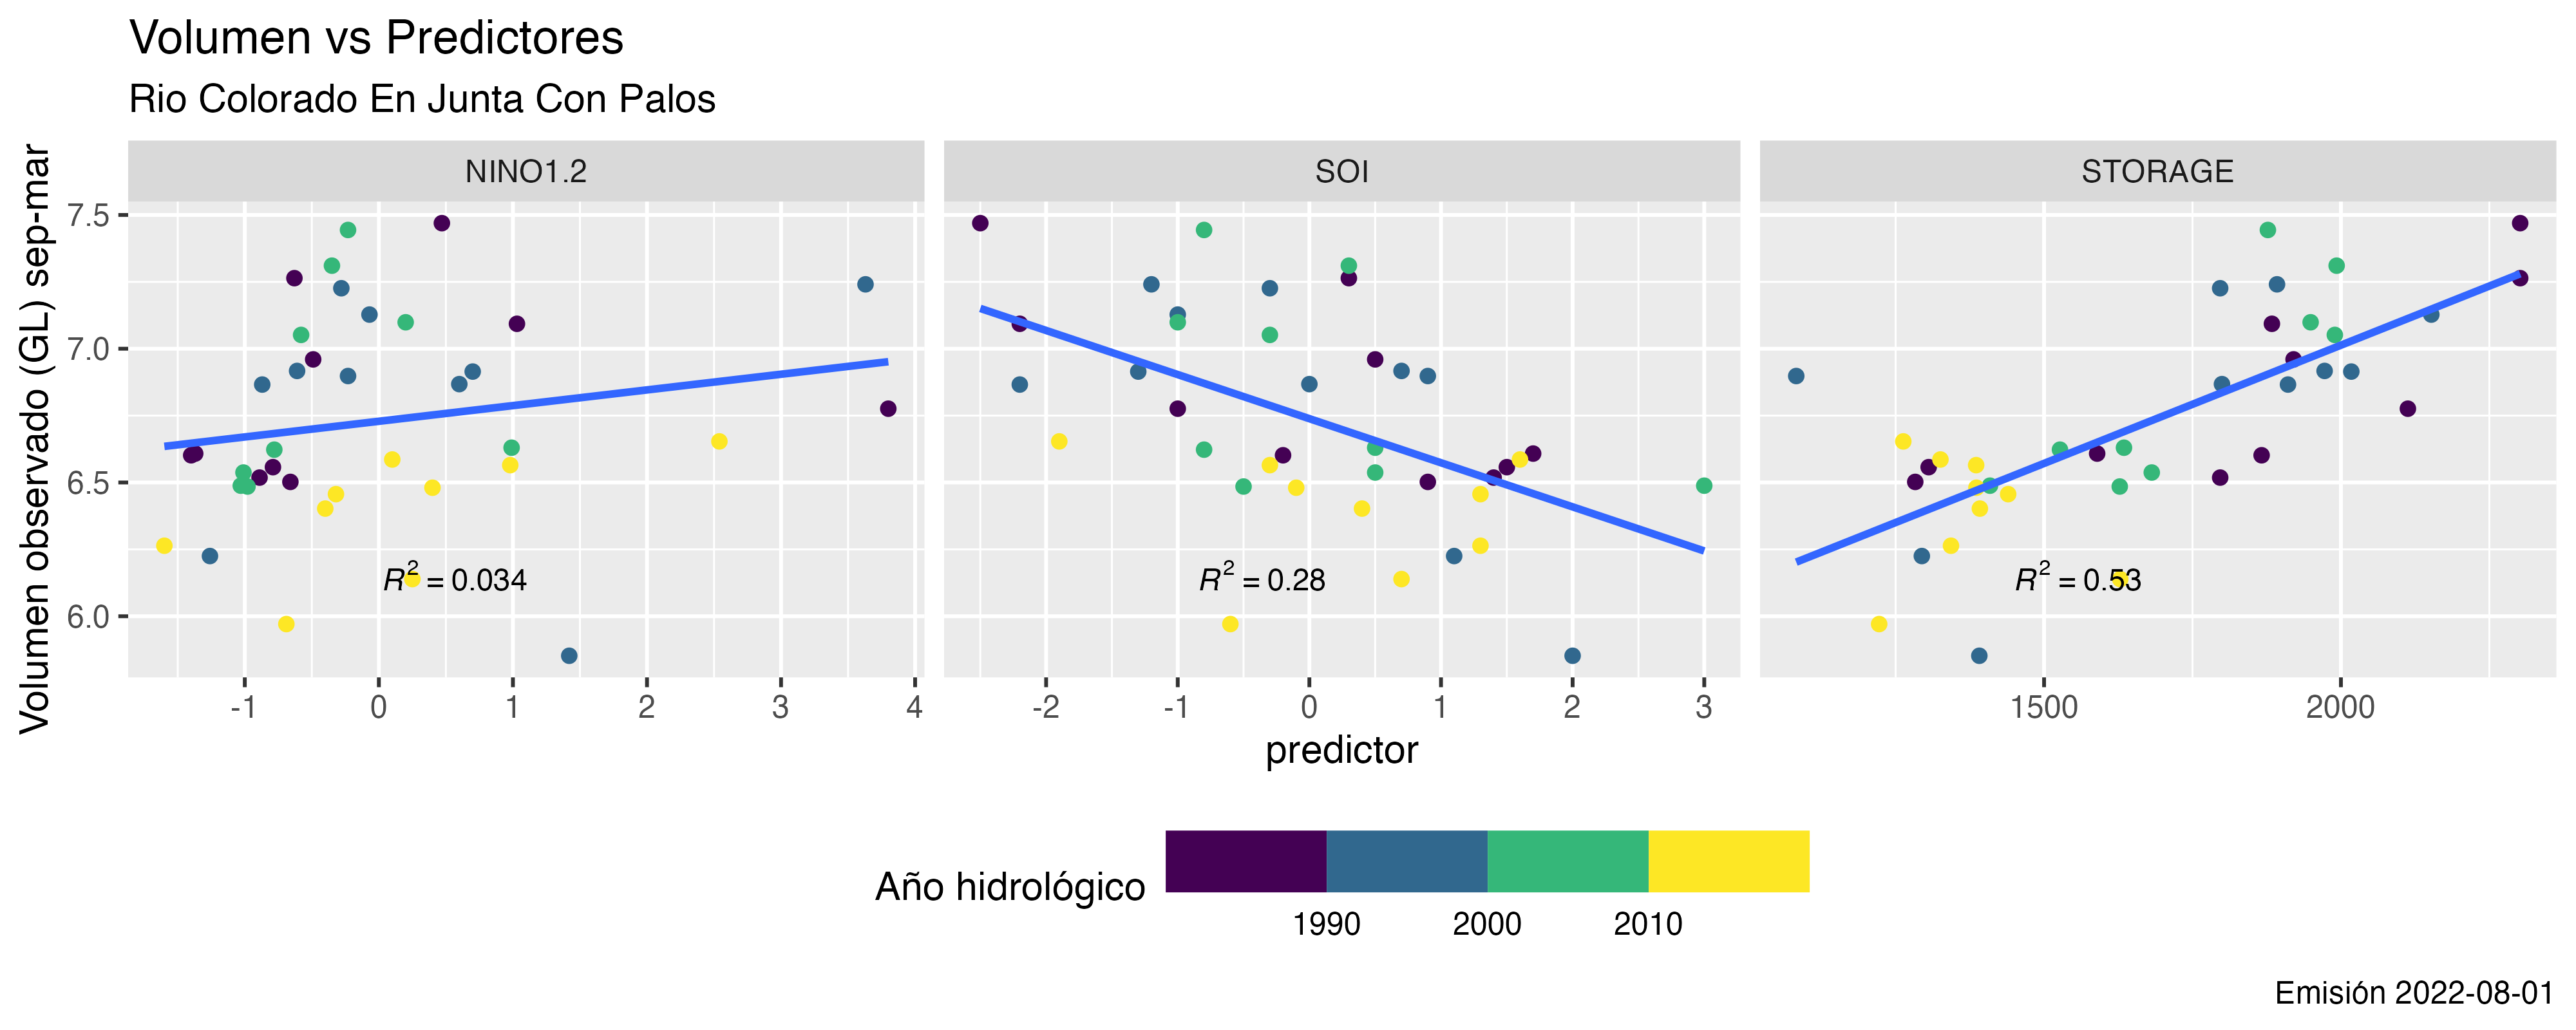 Volumen vs Predictores
Rio Colorado En Junta Con Palos
Volumen observado (GL) sep-mar
NINO1.2
SOI
STORAGE
7.5
7.0
6.5
6.0
R² = 0.034
R² = 0.28
R² = 0.53
-1 0 1 2 3 4
-2 -1 0 1 2 3
1500 2000
predictor
Año hidrológico
1990 2000 2010
Emisión 2022-08-01